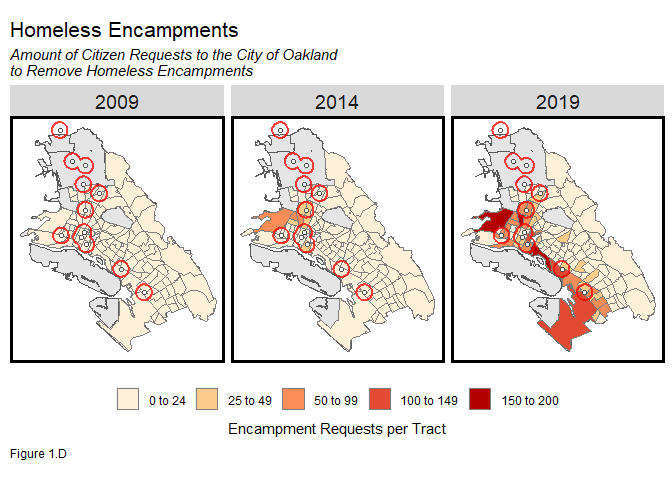 Homeless Encampments
Amount of Citizen Requests to the City of Oakland
to Remove Homeless Encampments
2009 2014 2019
0 to 24 25 to 49 50 to 99 100 to 149 150 to 200
Encampment Requests per Tract
Figure 1.D